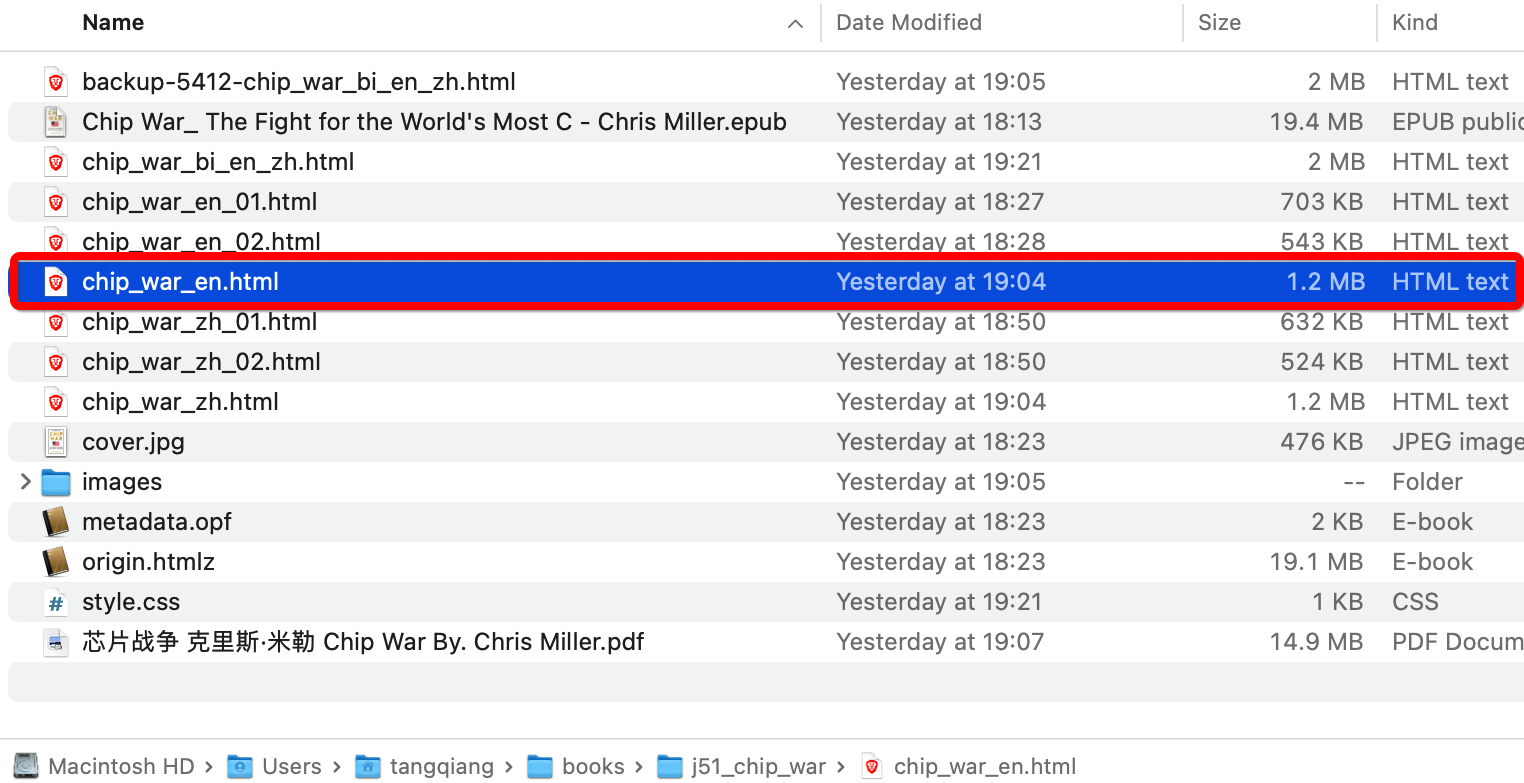 Name Date Modified Size Kind
backup-5412-chip_war_bi_en_zh.html Yesterday at 19:05 2 MB HTML text
Chip War_ The Fight for the World's Most C - Chris Miller.epub Yesterday at 18:13 19.4 MB EPUB public
chip_war_bi_en_zh.html Yesterday at 19:21 2 MB HTML text
chip_war_en_01.html Yesterday at 18:27 703 KB HTML text
chip_war_en_02.html Yesterday at 18:28 543 KB HTML text
chip_war_en.html Yesterday at 19:04 1.2 MB HTML text
chip_war_zh_01.html Yesterday at 18:50 632 KB HTML text
chip_war_zh_02.html Yesterday at 18:50 524 KB HTML text
chip_war_zh.html Yesterday at 19:04 1.2 MB HTML text
cover.jpg Yesterday at 18:23 476 KB JPEG image
images Yesterday at 19:05 -- Folder
metadata.opf Yesterday at 18:23 2 KB E-book
origin.htmlz Yesterday at 18:23 19.1 MB E-book
style.css Yesterday at 19:21 1 KB CSS
芯片战争 克里斯·米勒 Chip War By. Chris Miller.pdf Yesterday at 19:07 14.9 MB PDF Docum
Macintosh HD › Users › tangqiang › books › j51_chip_war › chip_war_en.html